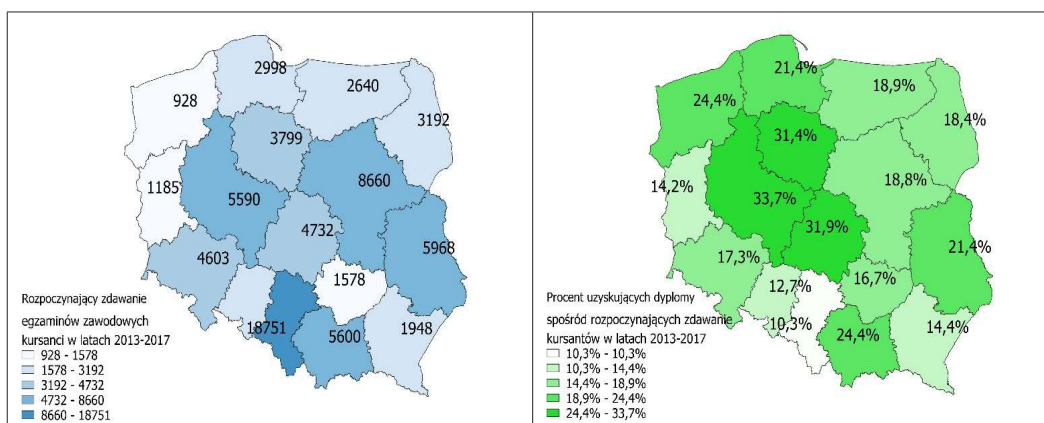 2998
2640
928
3192
3799
1185
8660
5590
4732
5968
4603
1578
18751
5600
1948
Rozpoczynający zdawanie
egzaminów zawodowych
kursanci w latach 2013-2017
928 - 1578
1578 - 3192
3192 - 4732
4732 - 8660
8660 - 18751
21,4%
18,9%
24,4%
18,4%
31,4%
14,2%
18,8%
33,7%
31,9%
21,4%
17,3%
16,7%
12,7%
10,3%
24,4%
14,4%
Procent uzyskujących dyplomy
spośród rozpoczynających zdawanie
kursantów w latach 2013-2017
10,3% - 10,3%
10,3% - 14,4%
14,4% - 18,9%
18,9% - 24,4%
24,4% - 33,7%